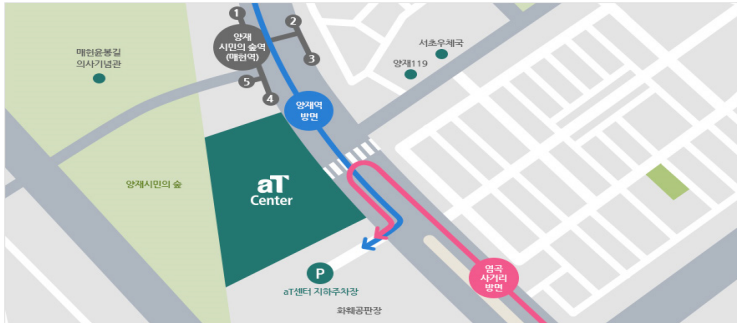 1
2
양재
시민의 숲역
(매헌역)
3
5
4
매헌윤봉길
의사기념관
서초우체국
양재119
양재역
방면
양재시민의 숲
aT
Center
P
aT센터 지하주차장
염곡
사거리
방면
화훼공판장